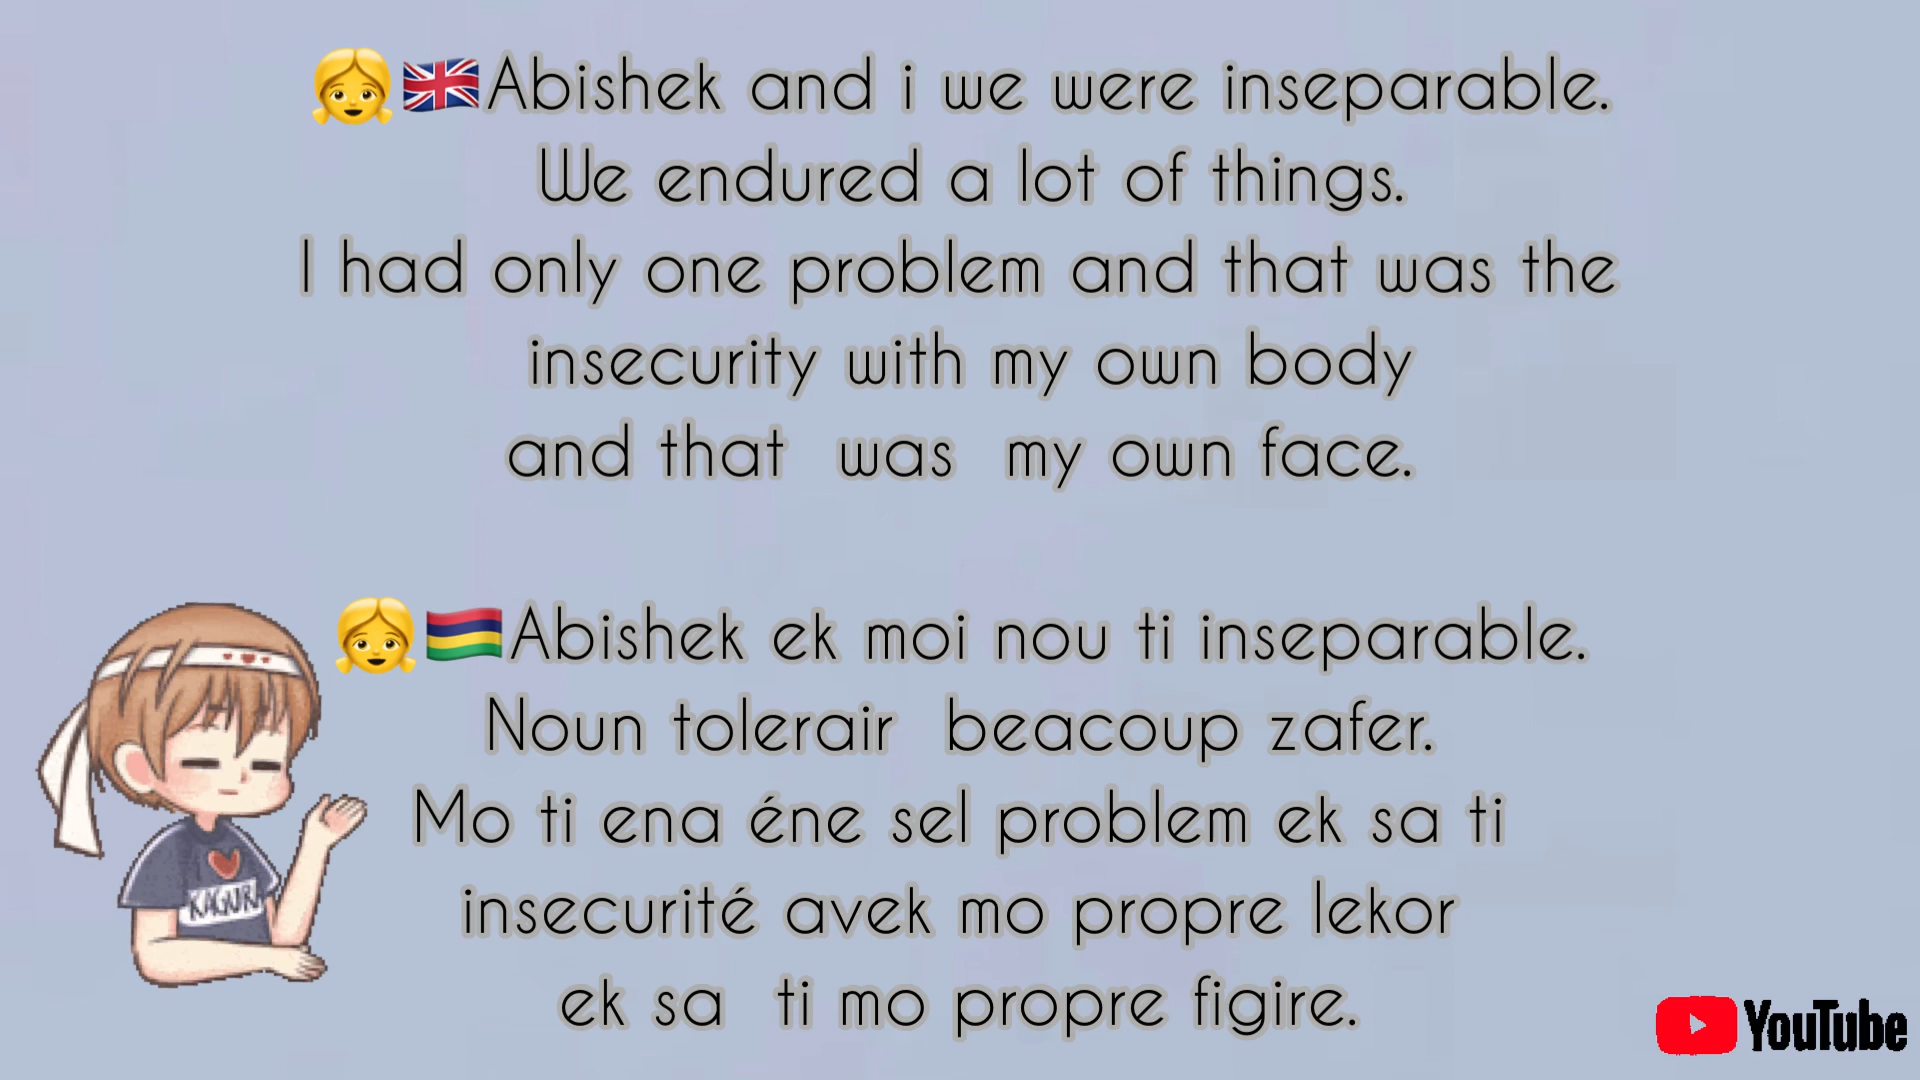 👧🇬🇧Abishek and i we were inseparable.
We endured a lot of things.
I had only one problem and that was the
insecurity with my own body
and that was my own face.
👧🇲🇺Abishek ek moi nou ti inseparable.
Noun tolerair beacoup zafer.
Mo ti ena éne sel problem ek sa ti
insecurité avek mo propre lekor
ek sa ti mo propre figire.
KAGURA
YouTube